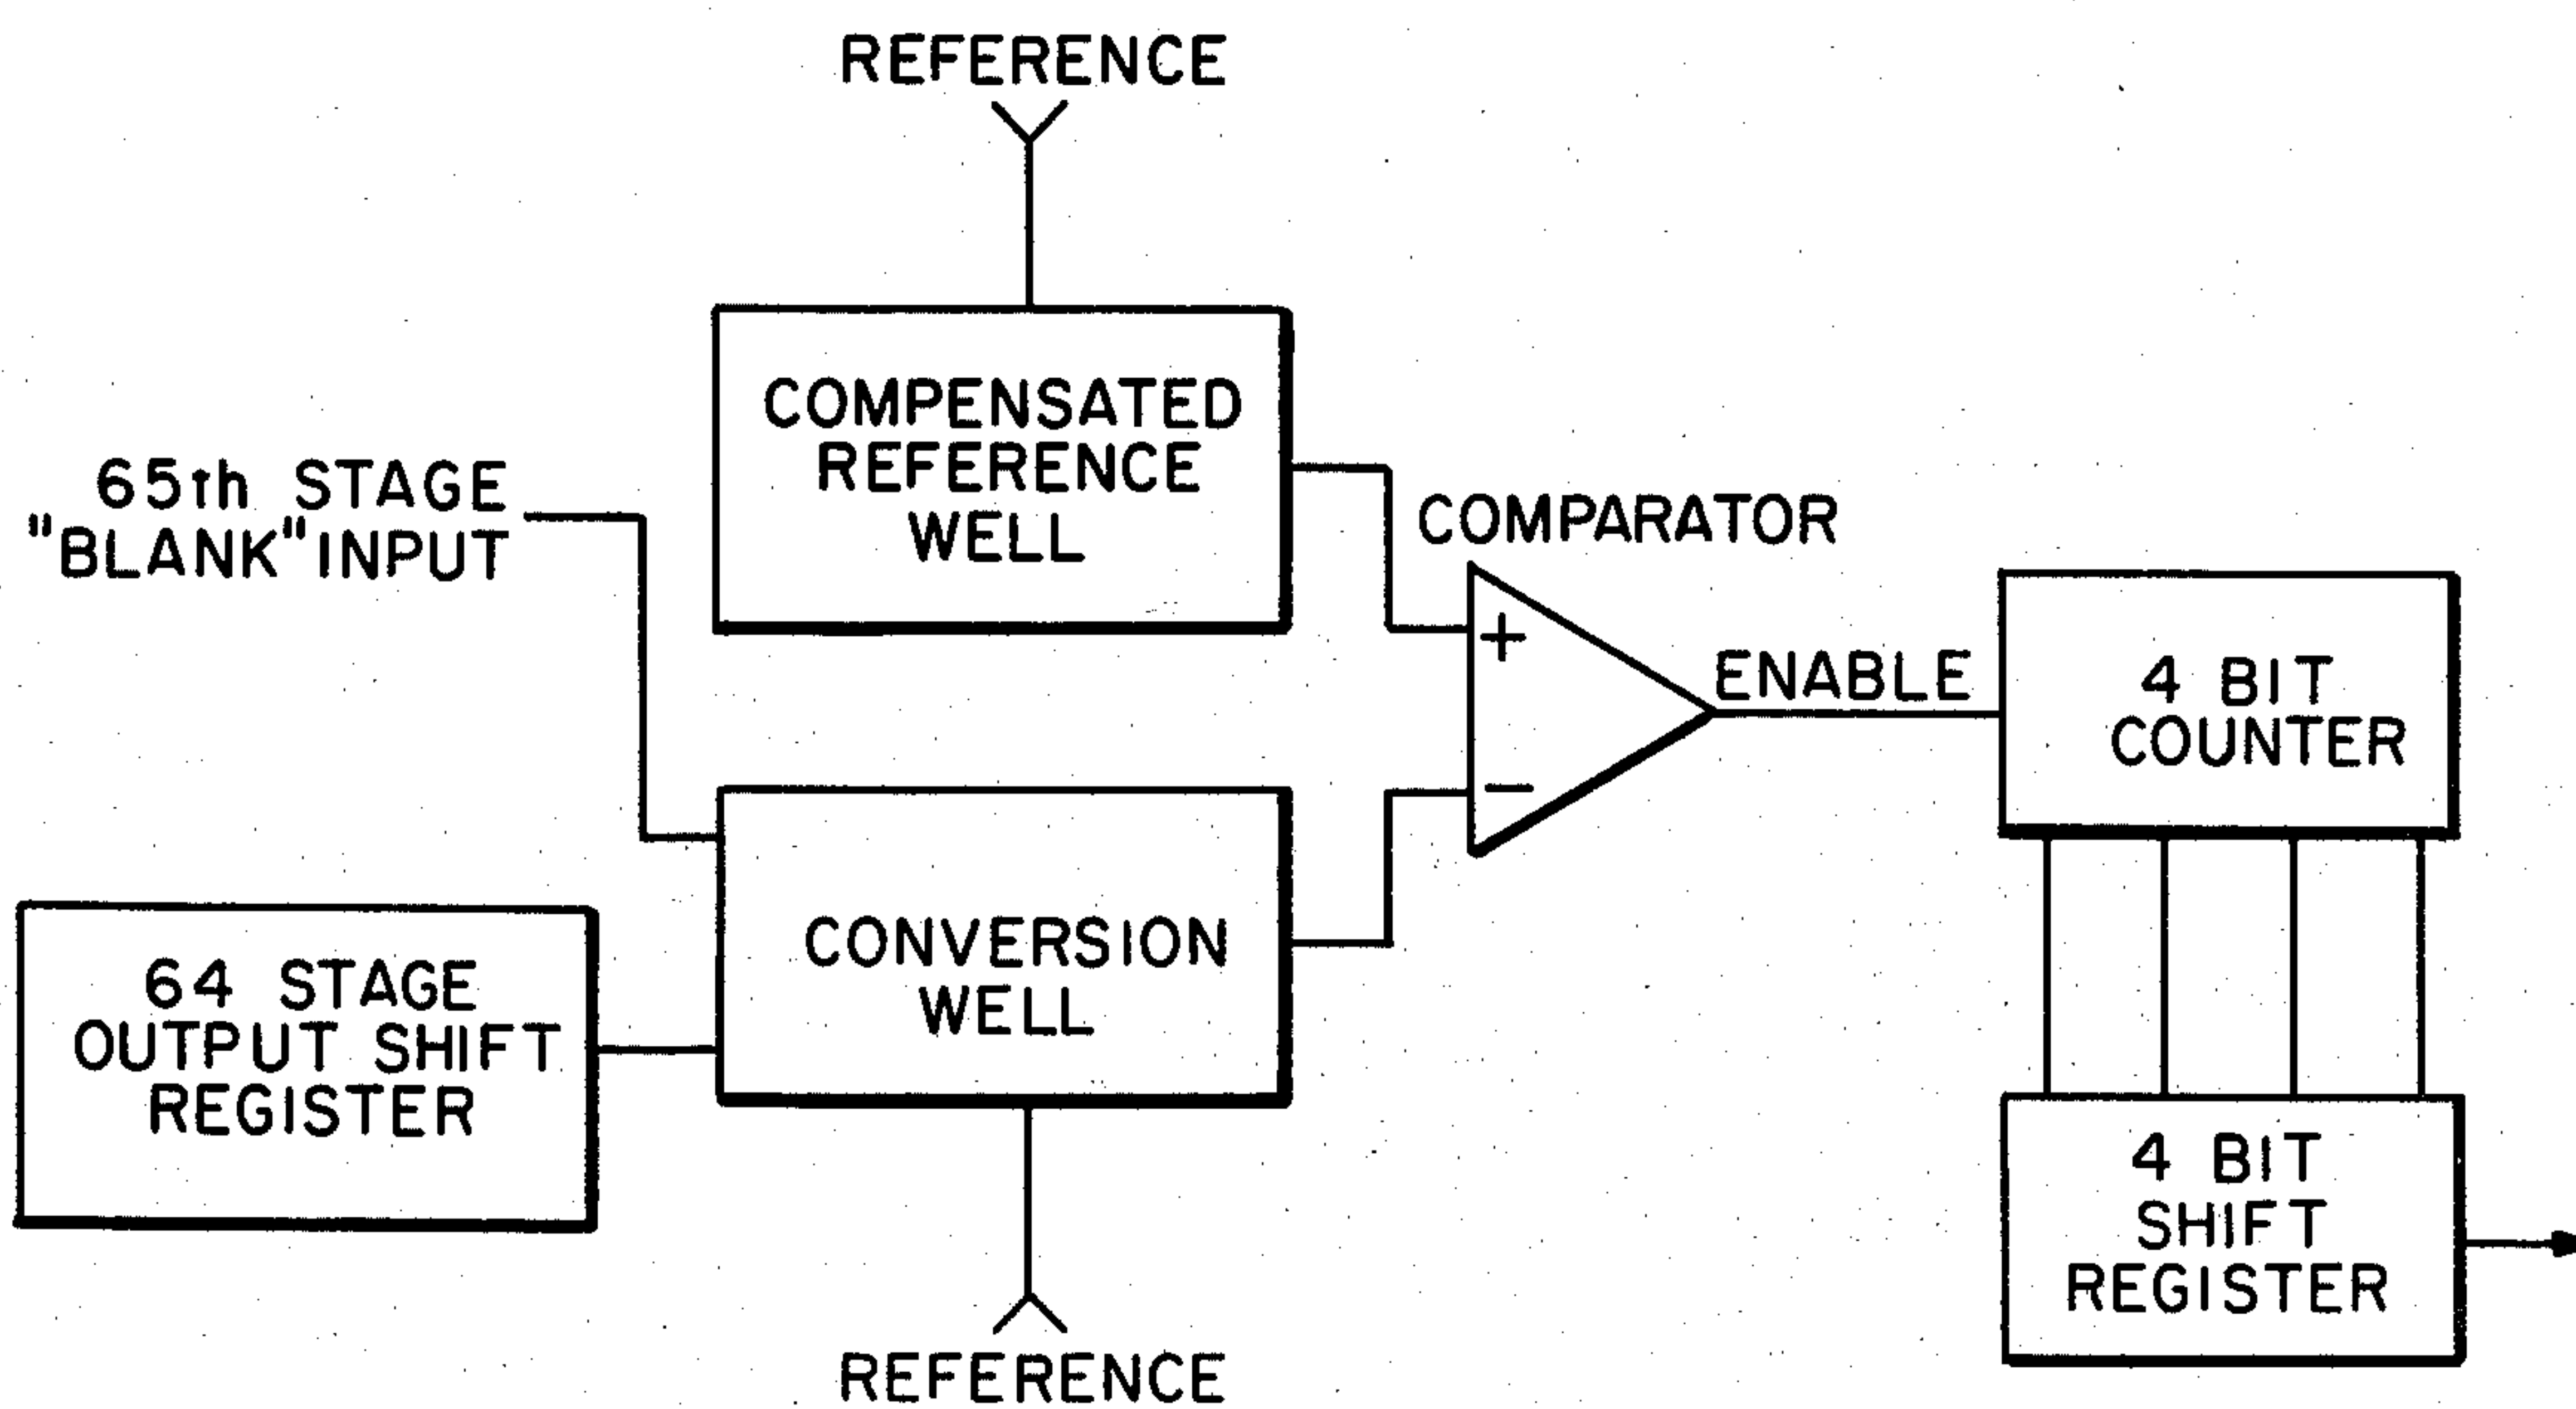 REFERENCE
COMPENSATED
REFERENCE
WELL
65th STAGE
"BLANK" INPUT
COMPARATOR
+
−
ENABLE
4 BIT
COUNTER
CONVERSION
WELL
64 STAGE
OUTPUT SHIFT
REGISTER
4 BIT
SHIFT
REGISTER
REFERENCE